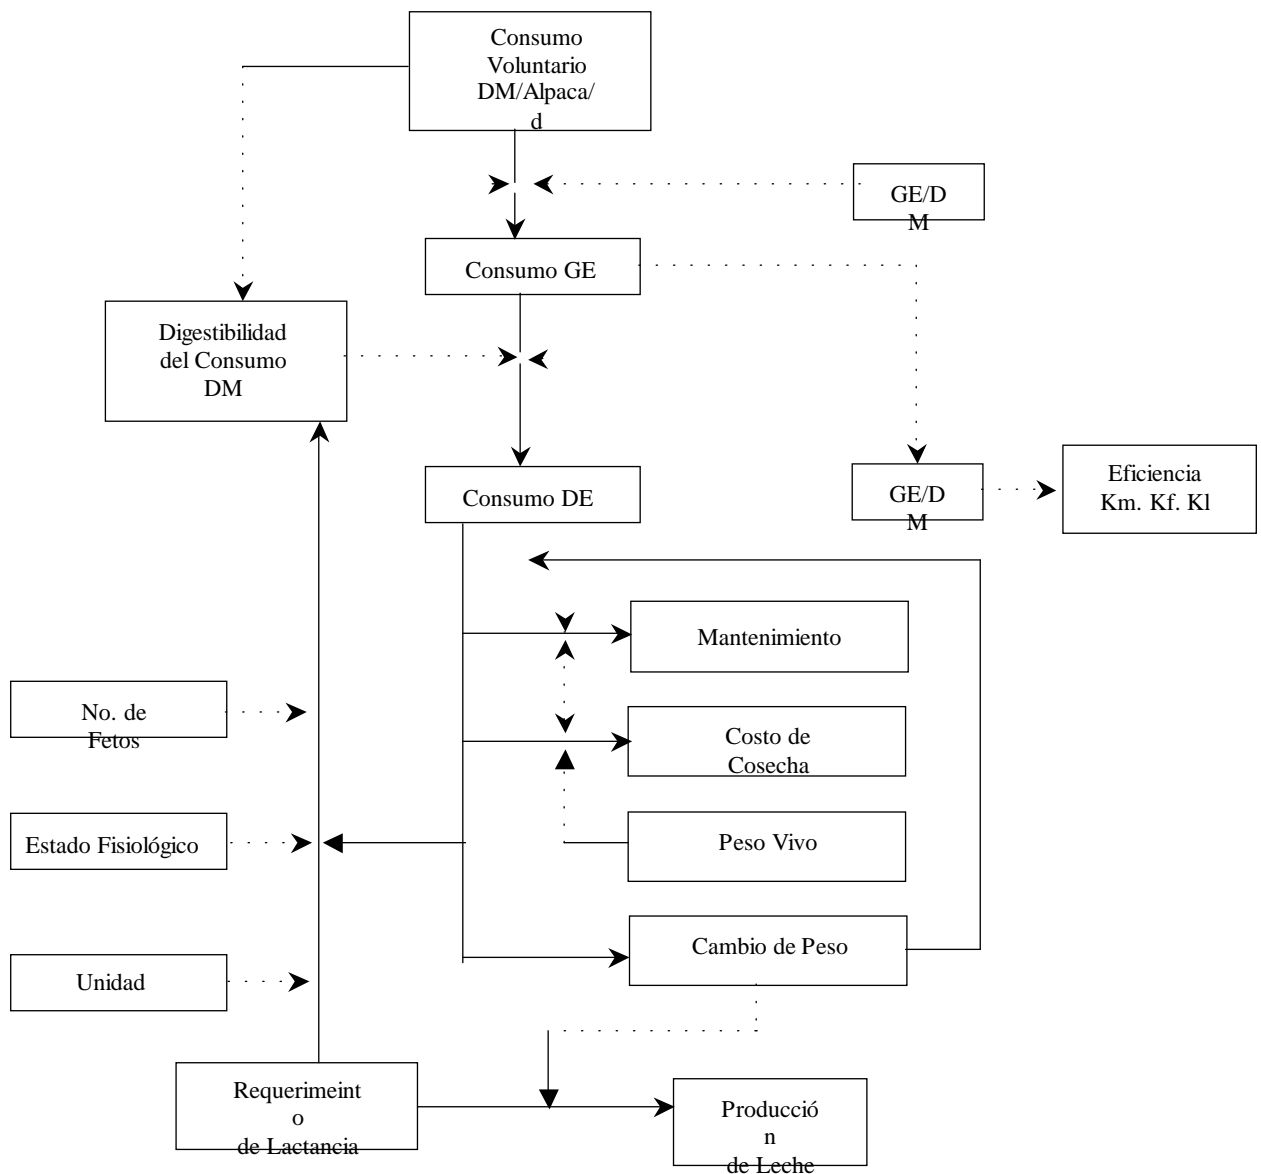 Consumo
Voluntario
DM/Alpaca/
d
GE/D
M
Consumo GE
Digestibilidad
del Consumo
DM
Consumo DE
GE/DM
M
Eficiencia
Km. Kf. Kl
Mantenimiento
No. de
Fetos
Costo de
Cosecha
Estado Fisiológico
Peso Vivo
Cambio de Peso
Unidad
Requerimeint
o
de Lactancia
Producció
n
de Leche